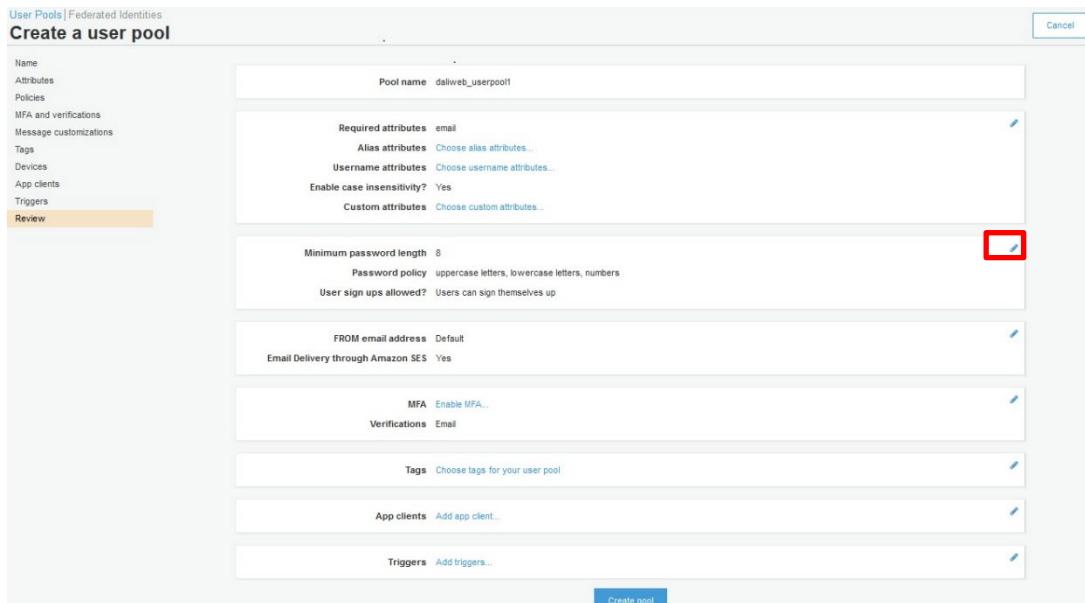 User Pools | Federated Identities
Create a user pool
Cancel
Name
Attributes
Policies
MFA and verifications
Message customizations
Tags
Devices
App clients
Triggers
Review
Pool name daliweb_userpool1
Required attributes email
Alias attributes Choose alias attributes...
Username attributes Choose username attributes...
Enable case insensitivity? Yes
Custom attributes Choose custom attributes...
Minimum password length 8
Password policy uppercase letters, lowercase letters, numbers
User sign ups allowed? Users can sign themselves up
FROM email address Default
Email Delivery through Amazon SES Yes
MFA Enable MFA...
Verifications Email
Tags Choose tags for your user pool
App clients Add app client...
Triggers Add triggers...
Create pool